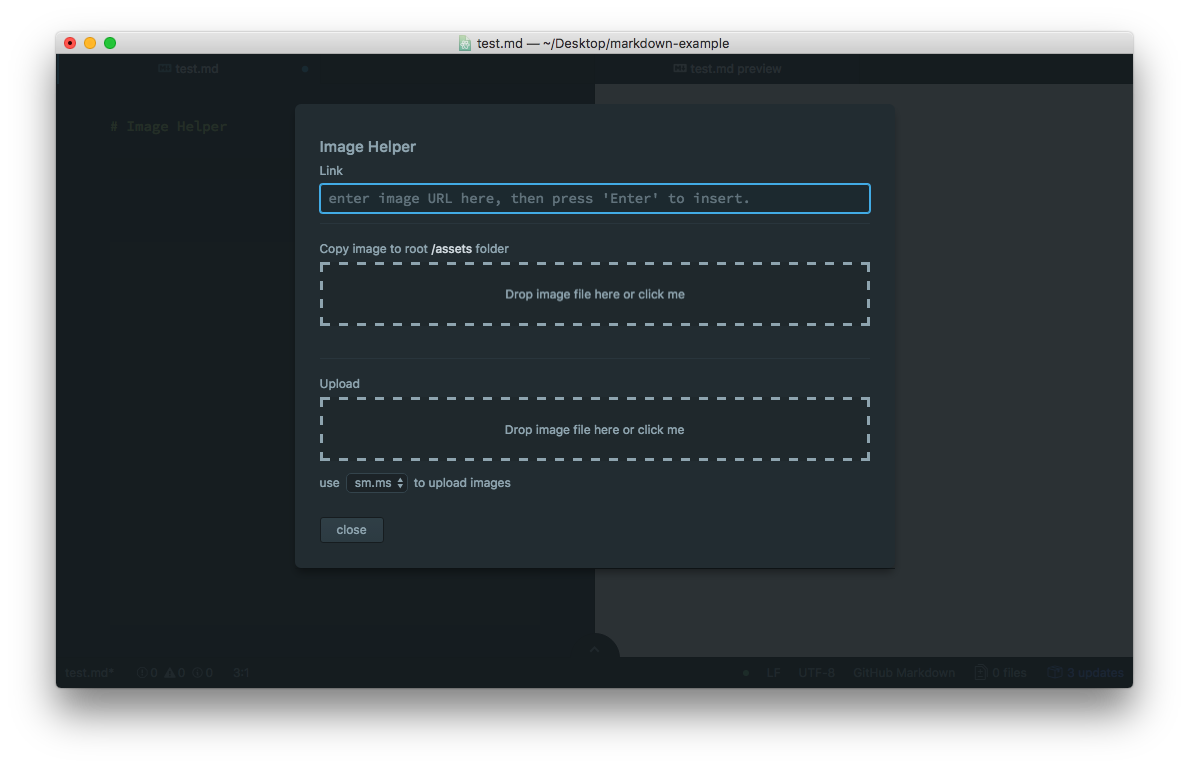 test.md — ~/Desktop/markdown-example
test.md
test.md preview
# Image Helper
Image Helper
Link
enter image URL here, then press 'Enter' to insert.
Copy image to root /assets folder
Drop image file here or click me
Upload
Drop image file here or click me
use sm.ms to upload images
close
test.md* 0 0 0 3:1 LF UTF-8 GitHub Markdown 0 files 3 updates